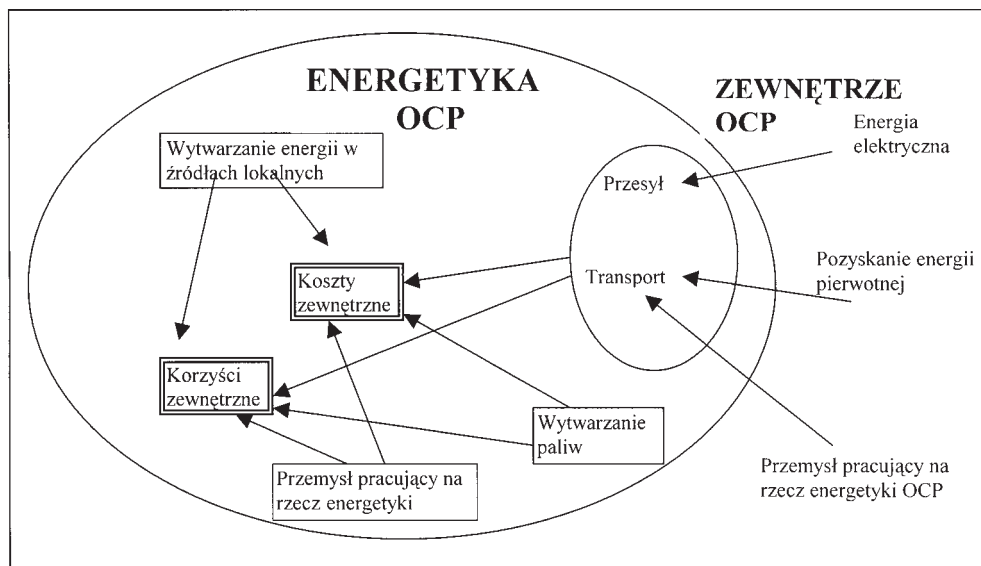 ENERGETYKA
OCP
ZEWNĘTRZE
OCP
Energia
elektryczna
Wytwarzanie energii w
źródłach lokalnych
Przesył
Koszty
zewnętrzne
Transport
Pozyskanie energii
pierwotnej
Korzyści
zewnętrzne
Wytwarzanie
paliw
Przemysł pracujący na
rzecz energetyki
Przemysł pracujący na
rzecz energetyki OCP